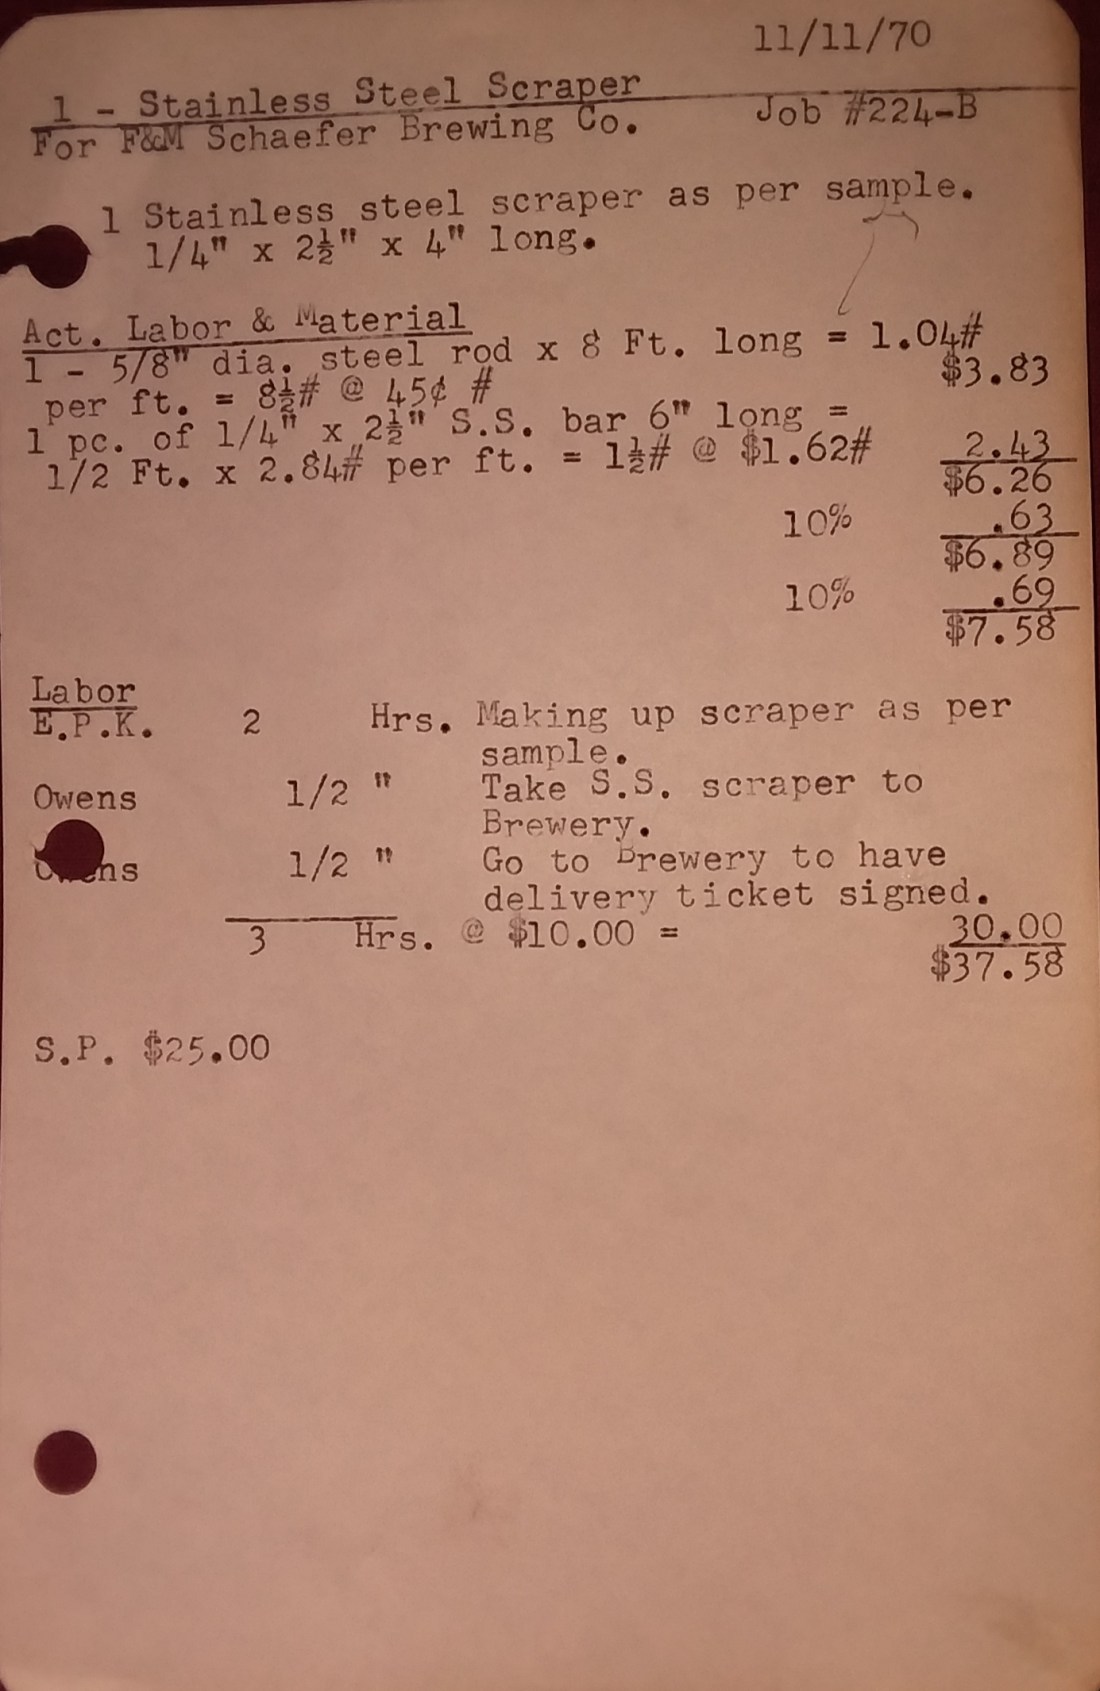 11/11/70
1 - Stainless Steel Scraper
For F&M Schaefer Brewing Co. Job #224-B
1 Stainless steel scraper as per sample.
1/4" x 2½" x 4" long.
Act. Labor & Material
1 - 5/8" dia. steel rod x 8 Ft. long = 1.04#
per ft. = 8½# @ 45¢ # $3.83
1 pc. of 1/4" x 2½" S.S. bar 6" long =
1/2 Ft. x 2.84# per ft. = 1½# @ $1.62# 2.43
$6.26
10% .63
$6.89
10% .69
$7.58
Labor
E.P.K. 2 Hrs. Making up scraper as per
sample.
Owens 1/2 " Take S.S. scraper to
Brewery.
Owens 1/2 " Go to Brewery to have
delivery ticket signed.
3 Hrs. @ $10.00 = 30.00
$37.58
S.P. $25.00